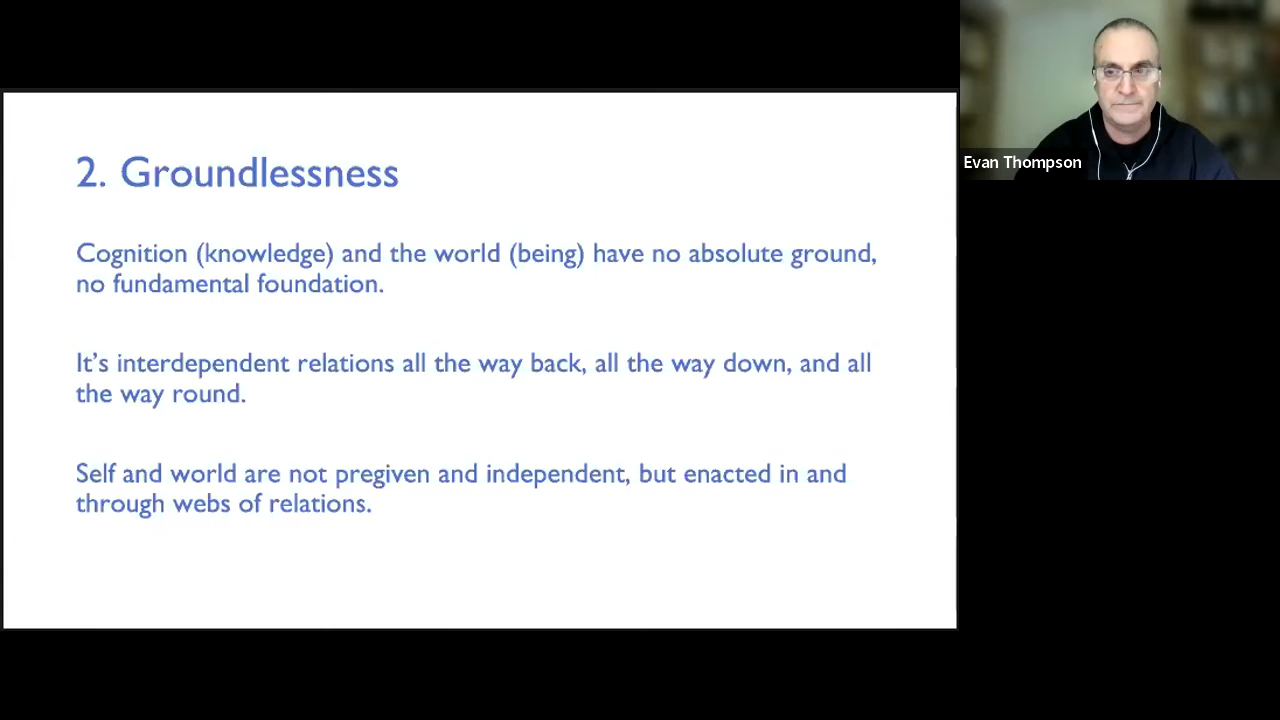 2. Groundlessness
Cognition (knowledge) and the world (being) have no absolute ground,
no fundamental foundation.
It’s interdependent relations all the way back, all the way down, and all
the way round.
Self and world are not pregiven and independent, but enacted in and
through webs of relations.
Evan Thompson